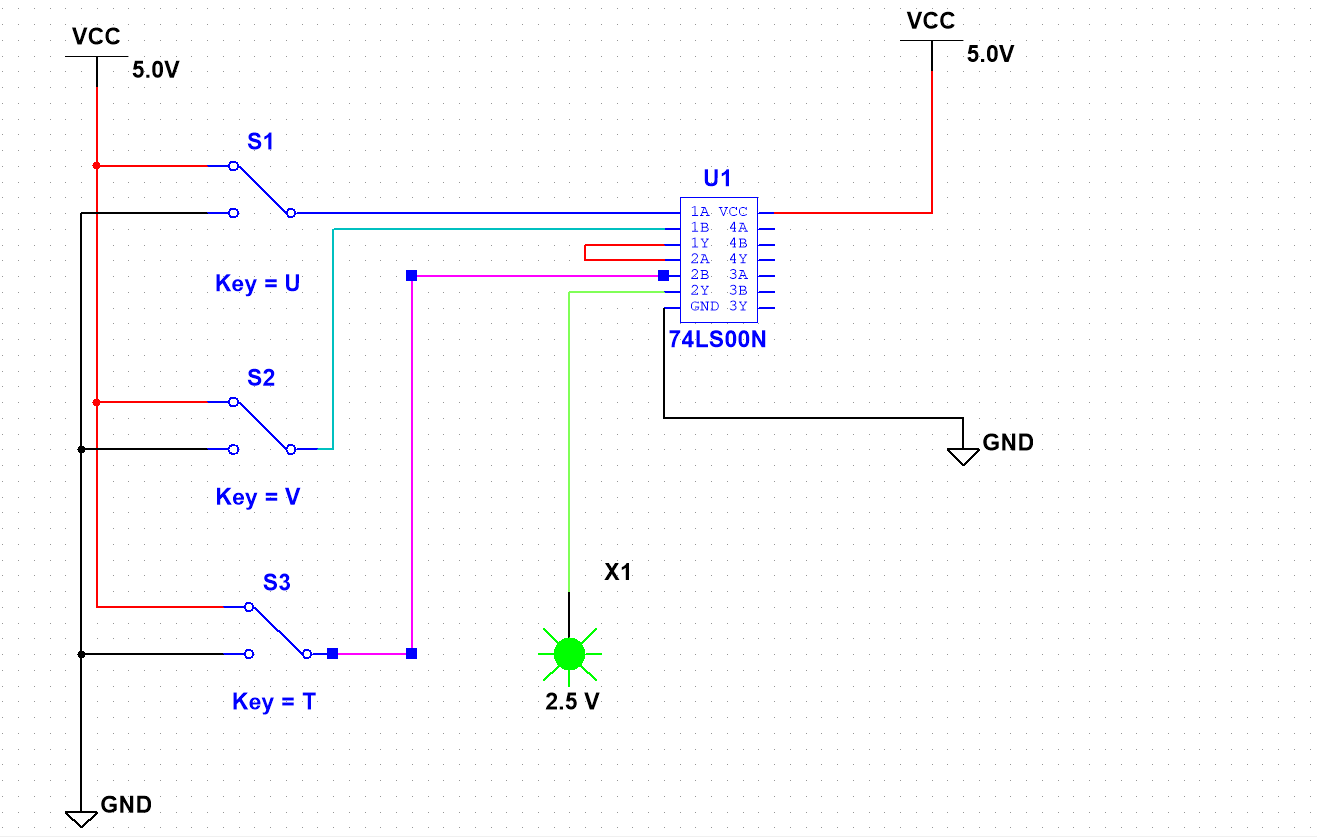 VCC
5.0V
VCC
5.0V
S1
Key = U
U1
1A VCC
1B 4A
1Y 4B
2A 4Y
2B 3A
2Y 3B
GND 3Y
74LS00N
S2
Key = V
GND
S3
Key = T
X1
2.5 V
GND